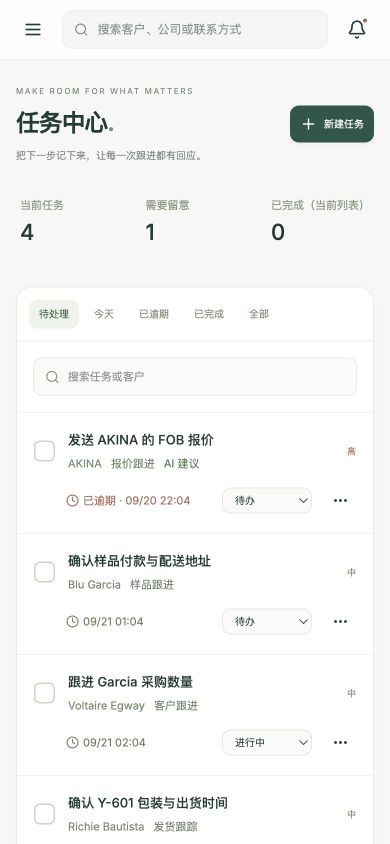 搜索客户、公司或联系方式
MAKE ROOM FOR WHAT MATTERS
任务中心.
新建任务
把下一步记下来，让每一次跟进都有回应。
当前任务 需要留意 已完成（当前列表）
4 1 0
待处理 今天 已逾期 已完成 全部
搜索任务或客户
发送 AKINA 的 FOB 报价
高
AKINA 报价跟进 AI 建议
已逾期 · 09/20 22:04 待办
确认样品付款与配送地址
中
Blu Garcia 样品跟进
09/21 01:04 待办
跟进 Garcia 采购数量
中
Voltaire Egway 客户跟进
09/21 02:04 进行中
确认 Y-601 包装与出货时间
中
Richie Bautista 发货跟踪